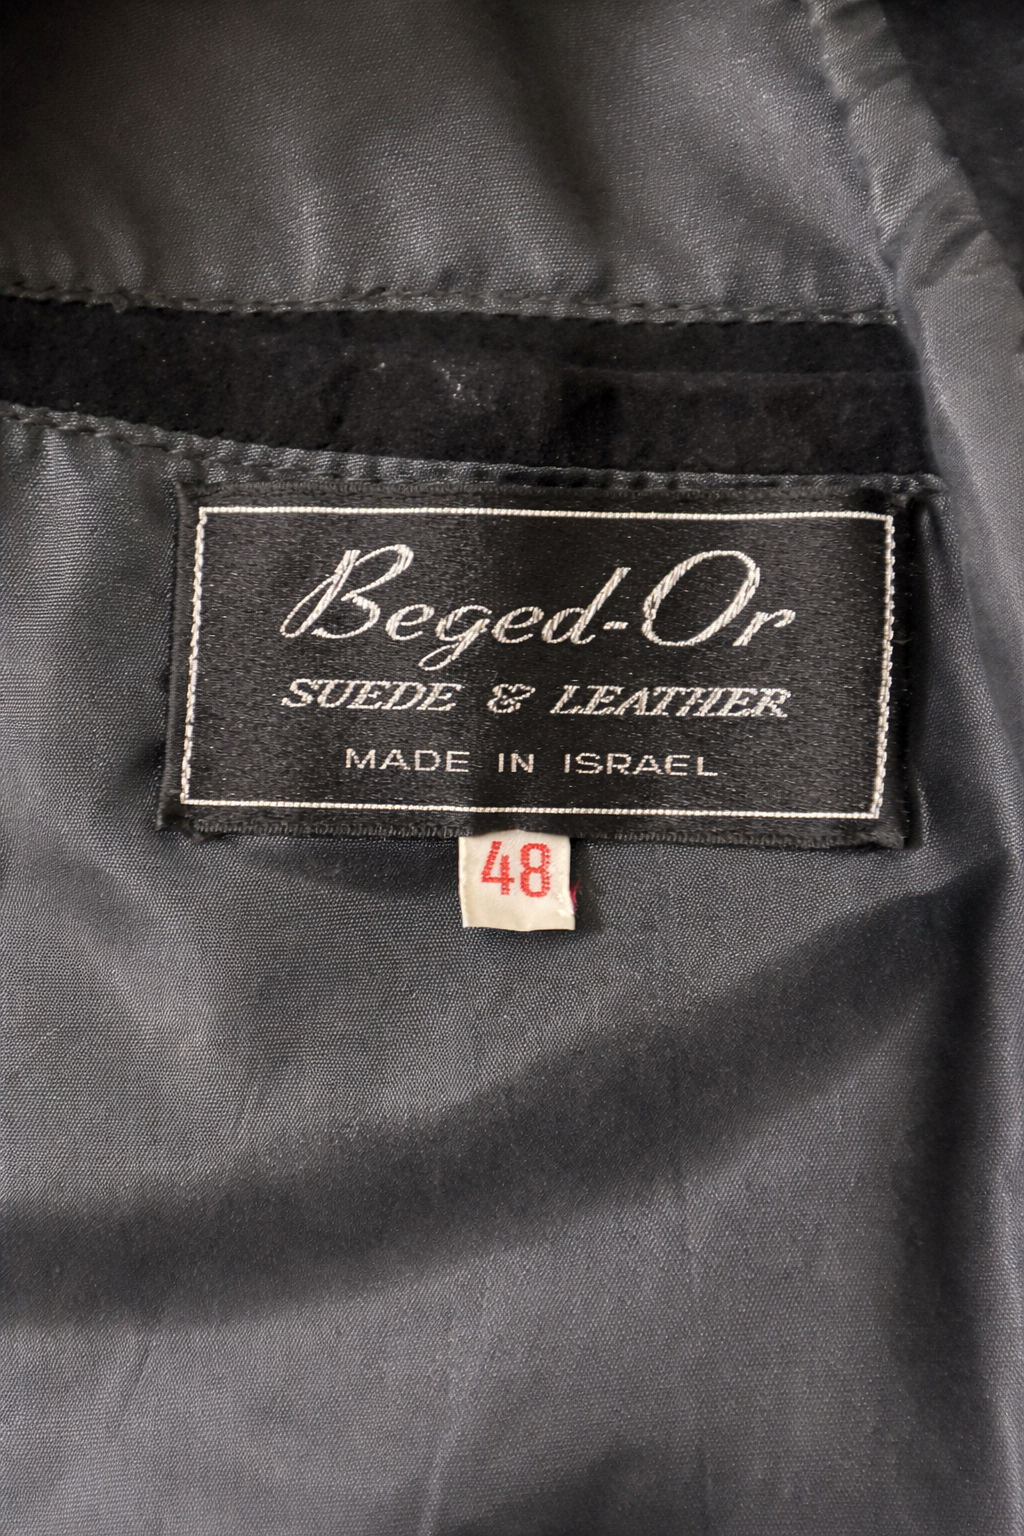 Beged-Or
SUEDE & LEATHER
MADE IN ISRAEL
48